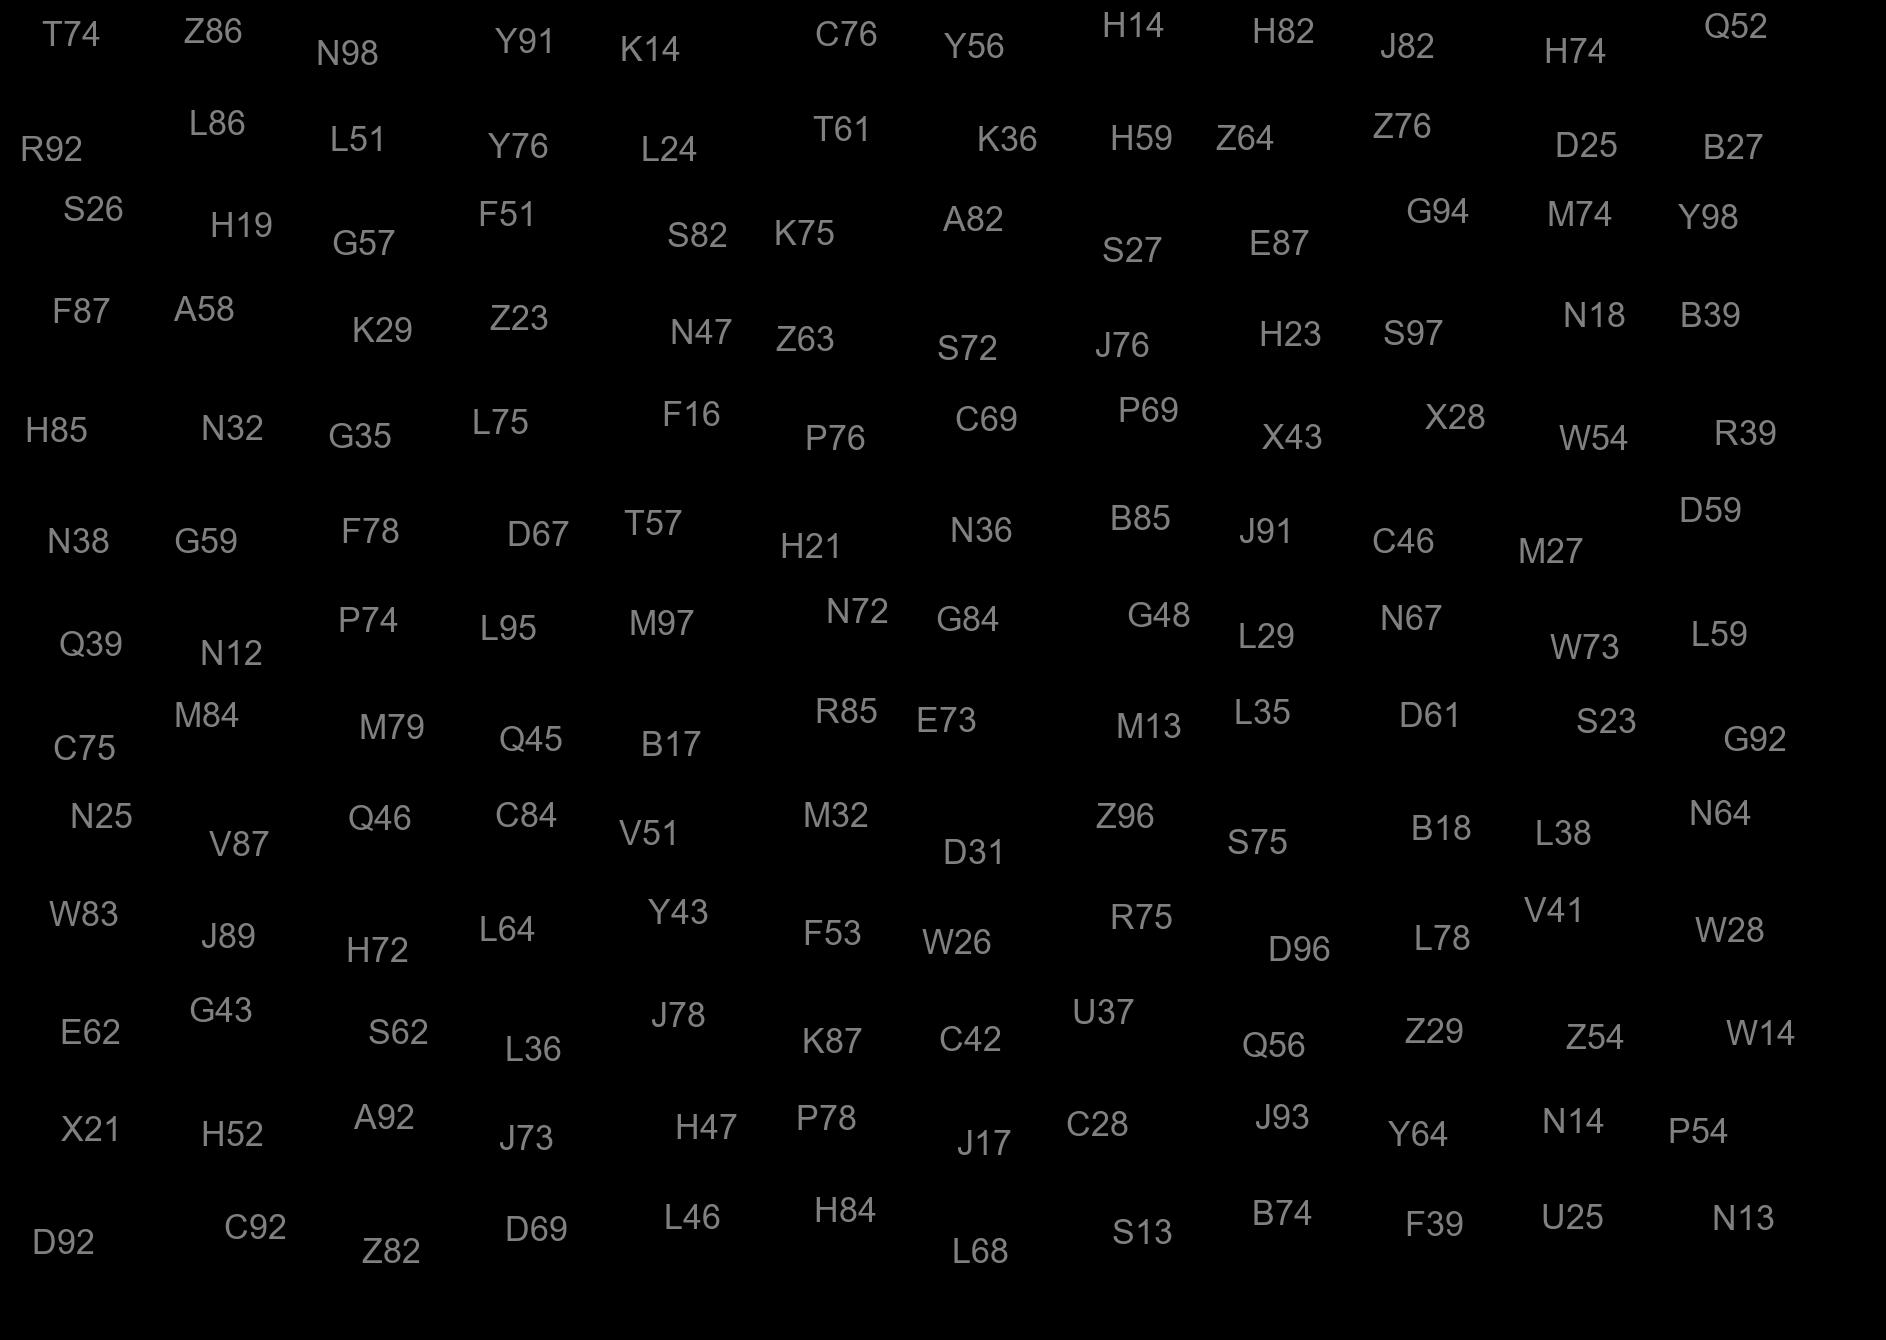 T74 Z86 N98 Y91 K14 C76 Y56 H14 H82 J82 H74 Q52
R92 L86 L51 Y76 L24 T61 K36 H59 Z64 Z76 D25 B27
S26 H19 G57 F51 S82 K75 A82 S27 E87 G94 M74 Y98
F87 A58 K29 Z23 N47 Z63 S72 J76 H23 S97 N18 B39
H85 N32 G35 L75 F16 P76 C69 P69 X43 X28 W54 R39
N38 G59 F78 D67 T57 H21 N36 B85 J91 C46 M27 D59
Q39 N12 P74 L95 M97 N72 G84 G48 L29 N67 W73 L59
C75 M84 M79 Q45 B17 R85 E73 M13 L35 D61 S23 G92
N25 V87 Q46 C84 V51 M32 D31 Z96 S75 B18 L38 N64
W83 J89 H72 L64 Y43 F53 W26 R75 D96 L78 V41 W28
E62 G43 S62 L36 J78 K87 C42 U37 Q56 Z29 Z54 W14
X21 H52 A92 J73 H47 P78 J17 C28 J93 Y64 N14 P54
D92 C92 Z82 D69 L46 H84 L68 S13 B74 F39 U25 N13